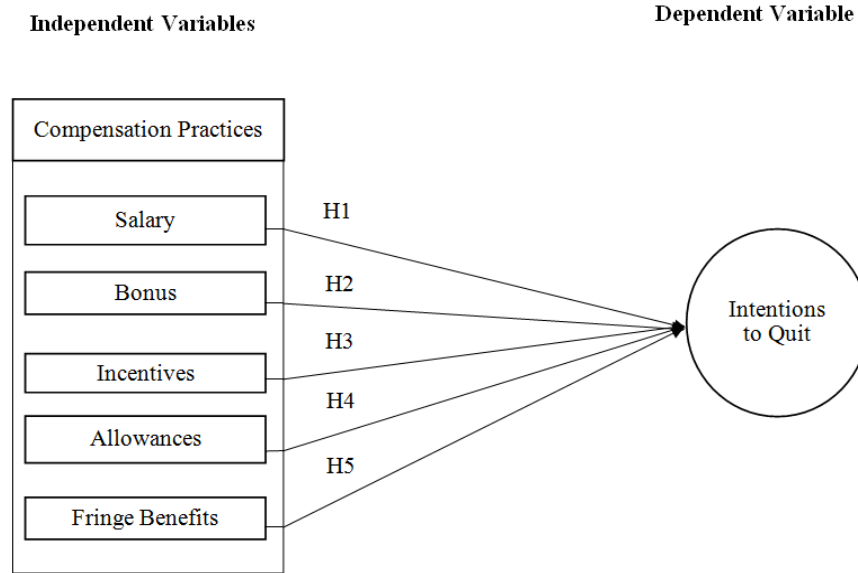 Independent Variables
Dependent Variable
Compensation Practices
Salary
H1
Bonus
H2
H3
Incentives
H4
Allowances
H5
Fringe Benefits
Intentions
to Quit